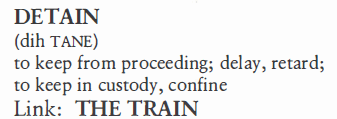 DETAIN
(dih TANE)
to keep from proceeding; delay, retard;
to keep in custody, confine
Link: THE TRAIN